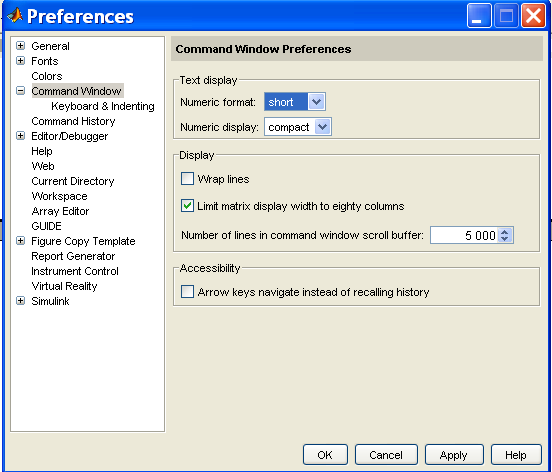 Preferences
General
Fonts
Colors
Command Window
Keyboard & Indenting
Command History
Editor/Debugger
Help
Web
Current Directory
Workspace
Array Editor
GUIDE
Figure Copy Template
Report Generator
Instrument Control
Virtual Reality
Simulink
Command Window Preferences
Text display
Numeric format: short
Numeric display: compact
Display
Wrap lines
Limit matrix display width to eighty columns
Number of lines in command window scroll buffer: 5 000
Accessibility
Arrow keys navigate instead of recalling history
OK Cancel Apply Help